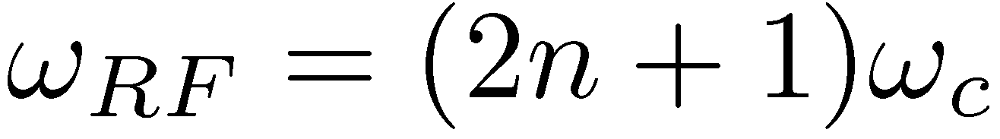 ω_{RF} = (2n + 1)ω_c